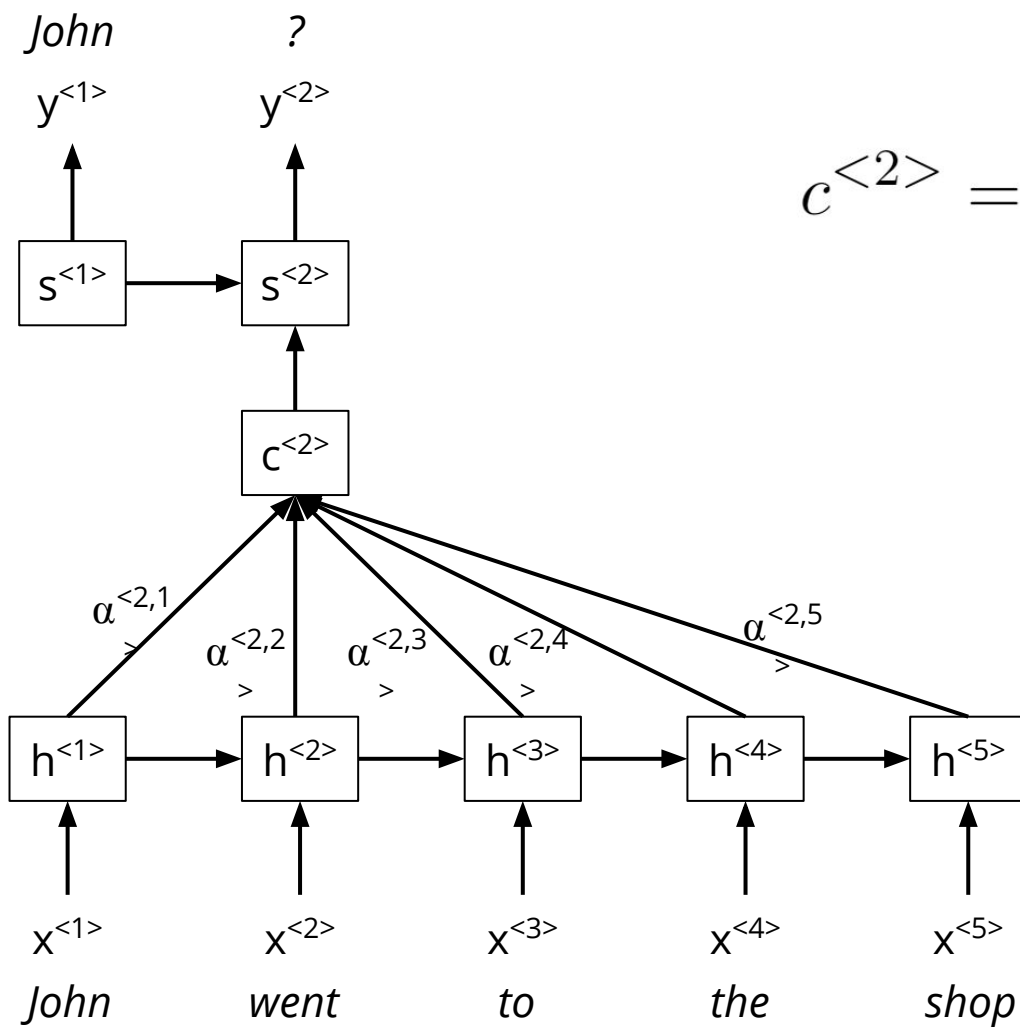 John ?
y<1> y<2>
c<2> =
s<1> s<2>
c<2>
α<2,1> α<2,2> α<2,3> α<2,4> α<2,5>
h<1> h<2> h<3> h<4> h<5>
x<1> x<2> x<3> x<4> x<5>
John went to the shop